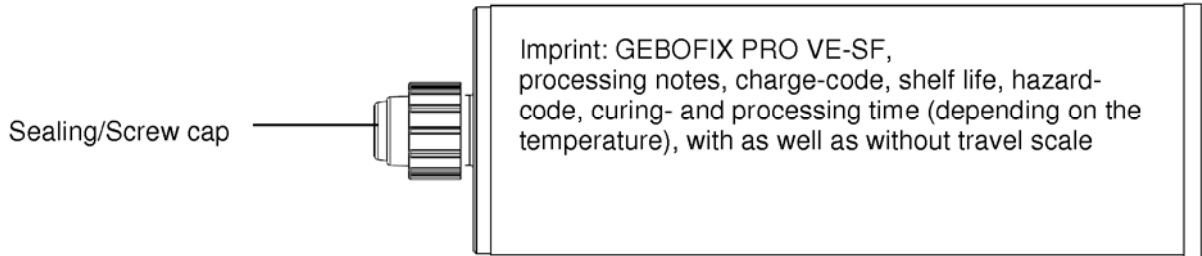 Imprint: GEBOFIX PRO VE-SF,
processing notes, charge-code, shelf life, hazard-
code, curing- and processing time (depending on the
temperature), with as well as without travel scale
Sealing/Screw cap